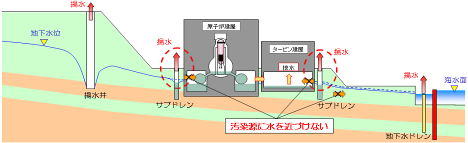 揚水
原子炉建屋
揚水
タービン建屋
揚水
地下水位
滞水
揚水
海水面
揚水井
サブドレン
サブドレン
汚染源に水を近づけない
地下水ドレン